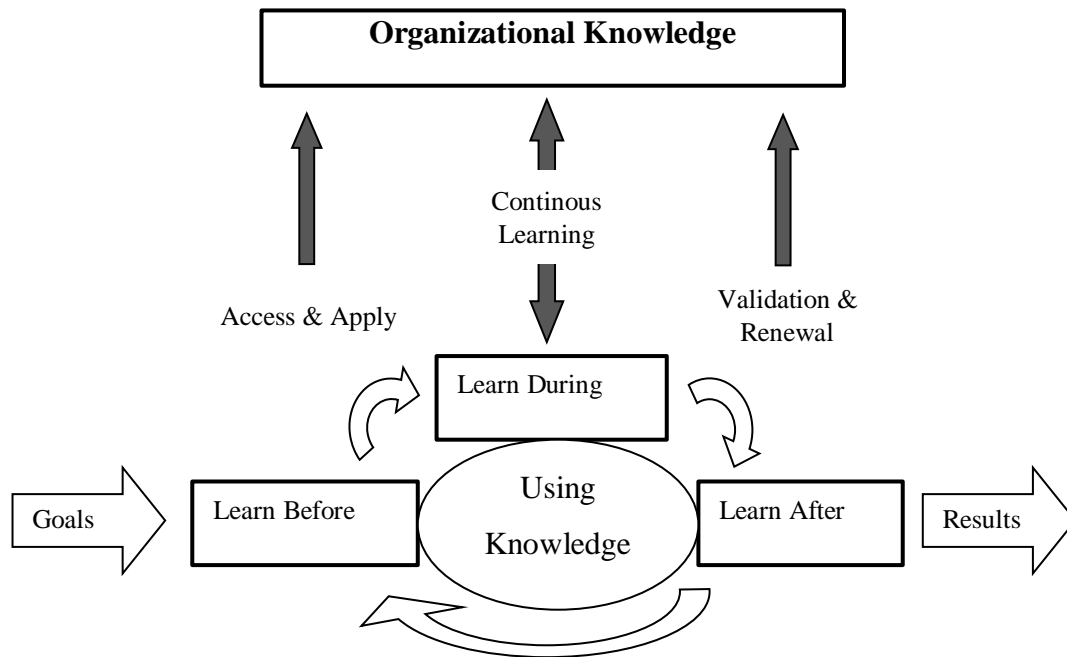 Organizational Knowledge
Continous
Learning
Access & Apply
Validation &
Renewal
Learn During
Goals
Learn Before
Using
Knowledge
Learn After
Results